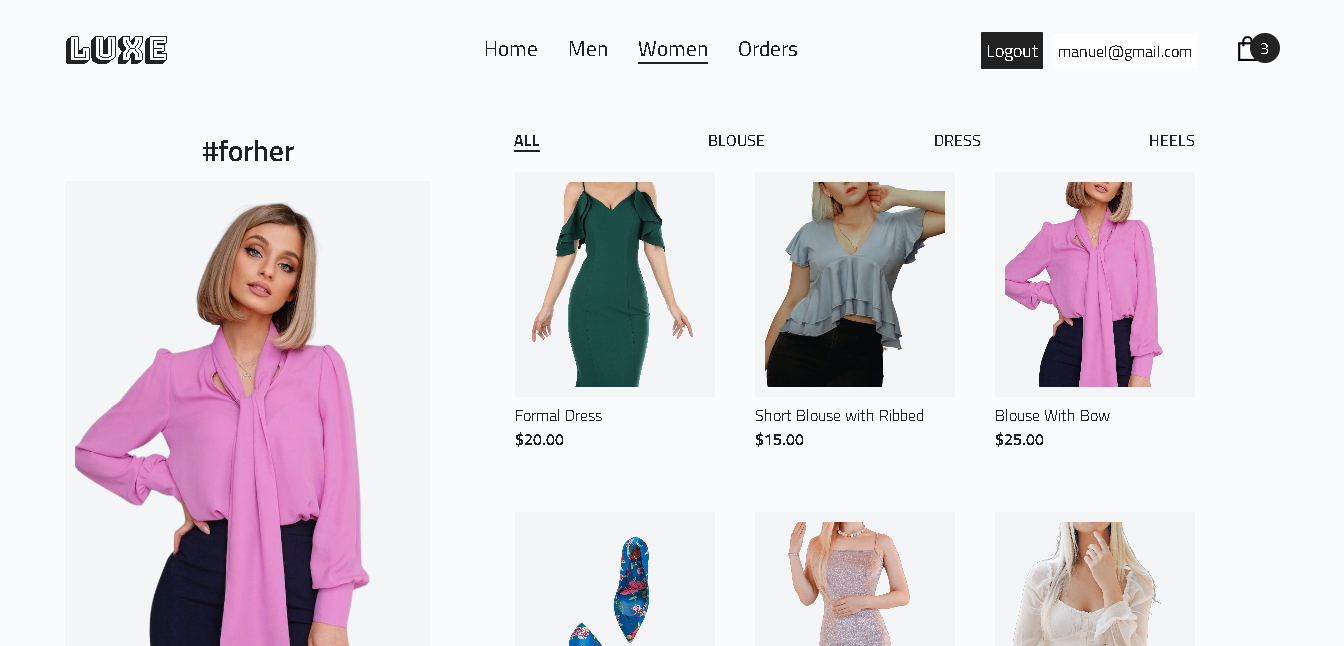 LUXE
Home Men Women Orders
Logout manuel@gmail.com 3
#forher
ALL BLOUSE DRESS HEELS
Formal Dress
$20.00
Short Blouse with Ribbed
$15.00
Blouse With Bow
$25.00